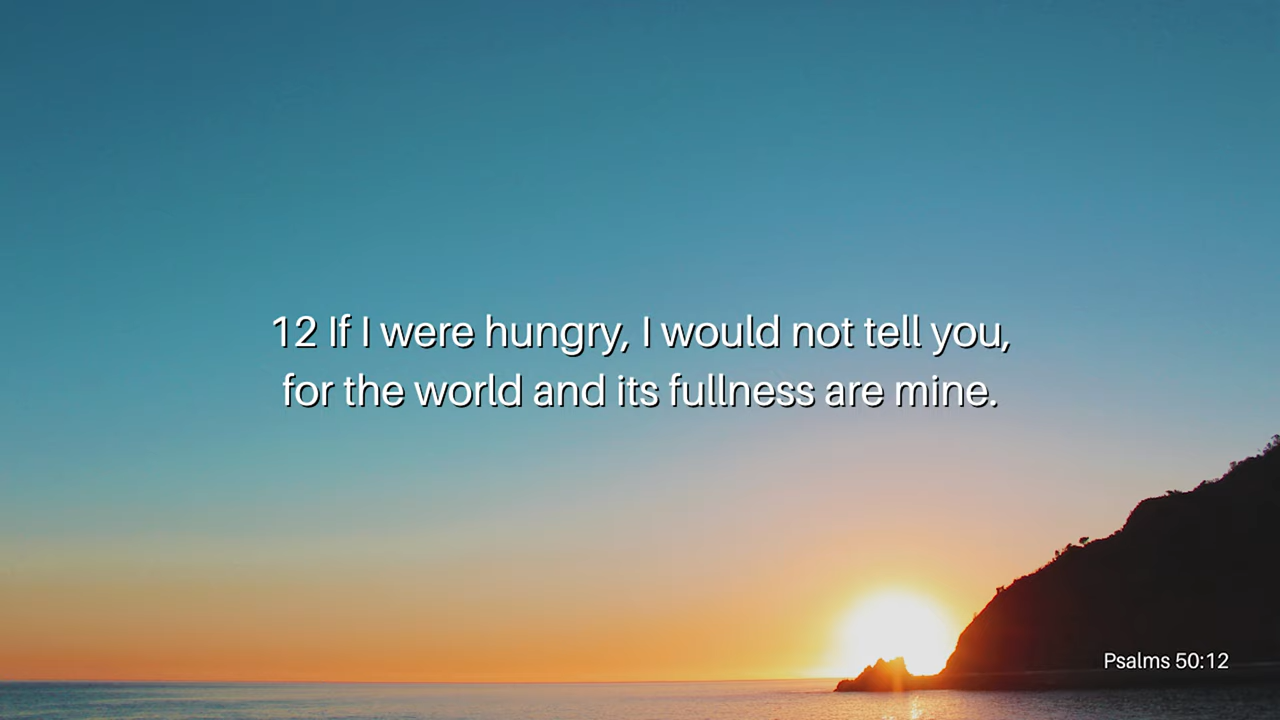 12 If I were hungry, I would not tell you,
for the world and its fullness are mine.
Psalms 50:12